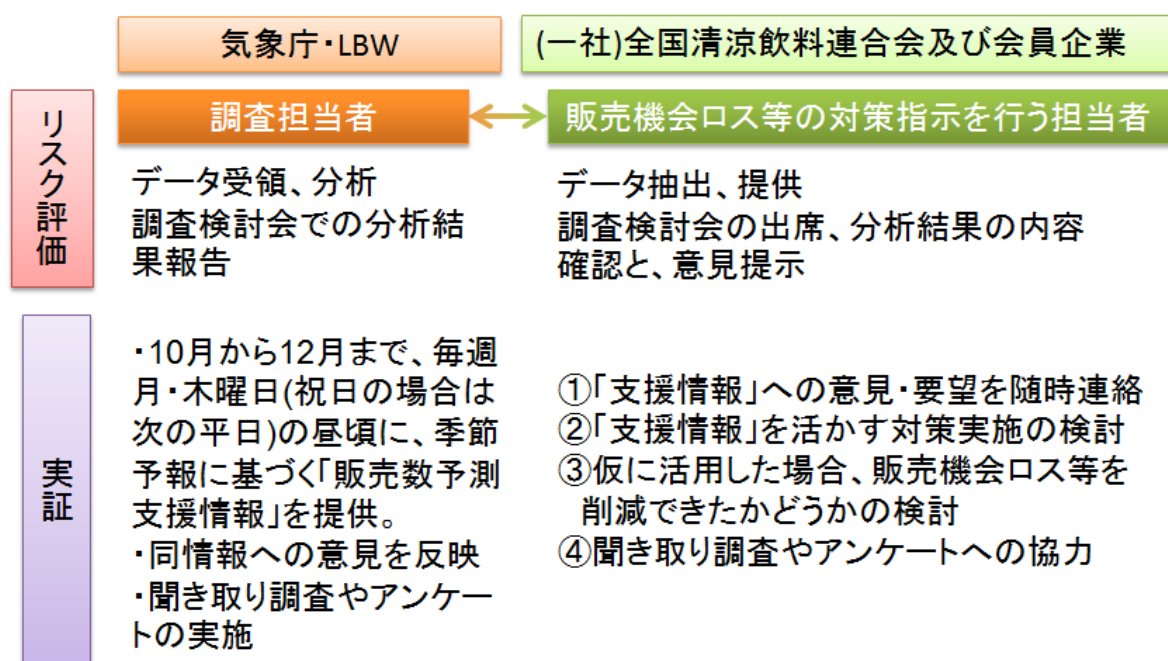 気象庁・LBW
(一社)全国清涼飲料連合会及び会員企業
リスク評価
調査担当者
販売機会ロス等の対策指示を行う担当者
データ受領、分析
調査検討会での分析結
果報告
データ抽出、提供
調査検討会の出席、分析結果の内容
確認と、意見提示
実証
・10月から12月まで、毎週
月・木曜日(祝日の場合は
次の平日)の昼頃に、季節
予報に基づく「販売数予測
支援情報」を提供。
・同情報への意見を反映
・聞き取り調査やアンケー
トの実施
①「支援情報」への意見・要望を随時連絡
②「支援情報」を活かす対策実施の検討
③仮に活用した場合、販売機会ロス等を
削減できたかどうかの検討
④聞き取り調査やアンケートへの協力